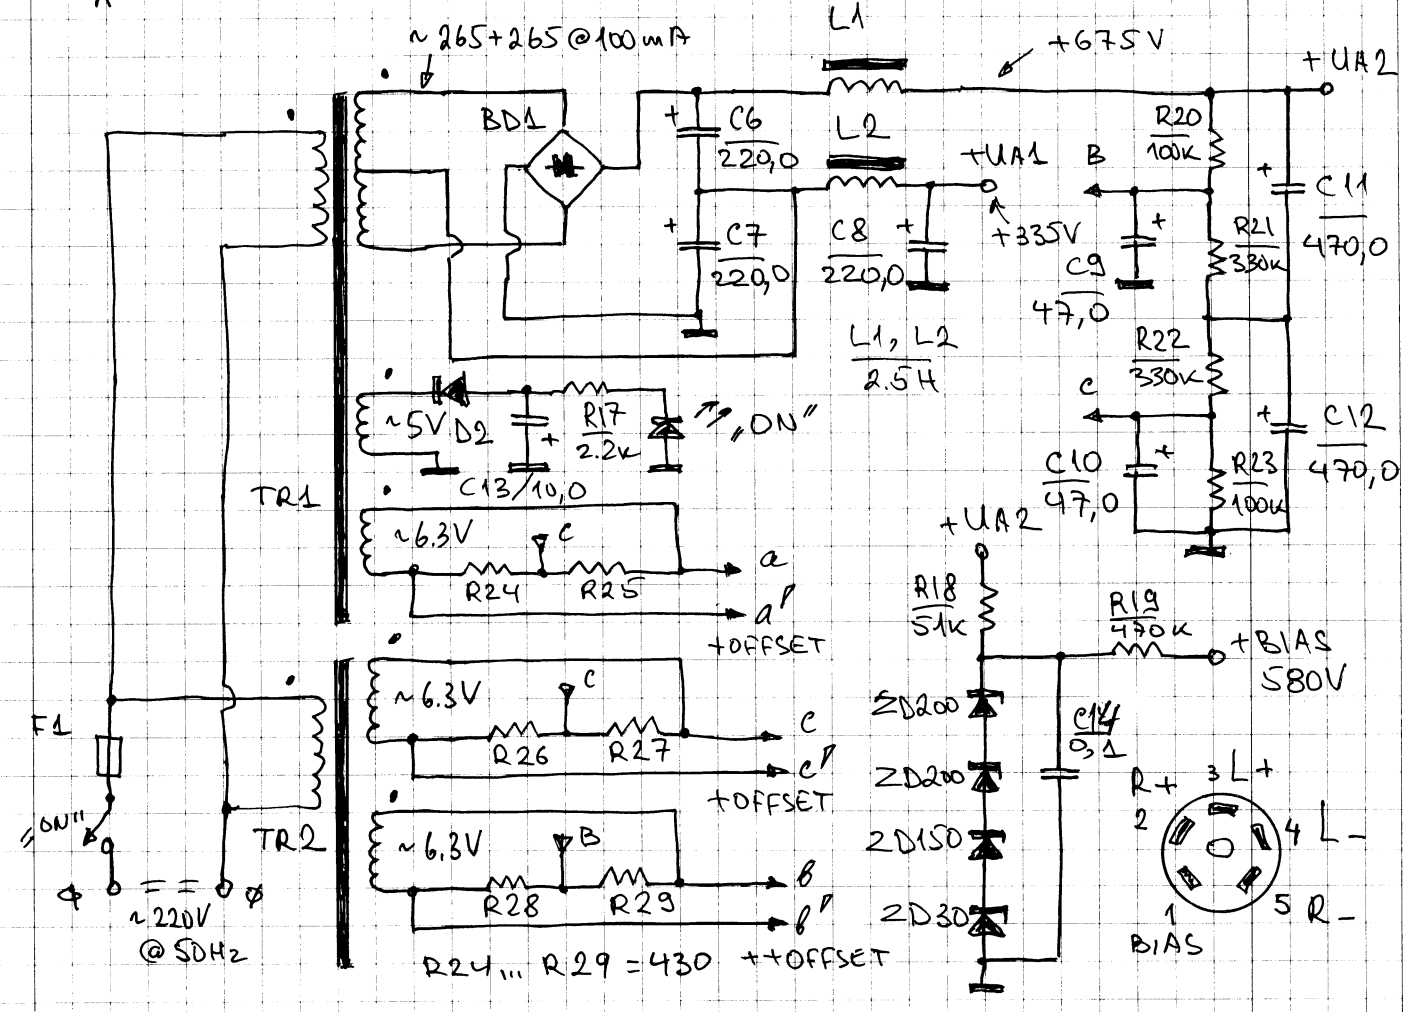 ~265+265@100mA
L1
+675V
+UA2
BD1
+
C6
220,0
L2
+UA1
B
R20
100K
+
C11
470,0
+
C7
220,0
C8
220,0
+
+335V
+
C9
47,0
R21
330K
L1, L2
2.5H
R22
330K
C
~5V
D2
+
R17
2.2K
„ON"
C13/10,0
C10
47,0
+
R23
100K
+
C12
470,0
TR1
~6.3V
C
R24
R25
a
a'
+OFFSET
+UA2
R18
51K
R19
470K
+BIAS
580V
~6.3V
C
R26
R27
c
c'
+OFFSET
F1
„ON"
TR2
~6,3V
B
R28
R29
b
b'
++OFFSET
R24... R29 = 430
~220V
@50Hz
ZD200
ZD200
ZD150
ZD30
C14
0,1
R+
2
3 L+
4 L-
5 R-
1
BIAS